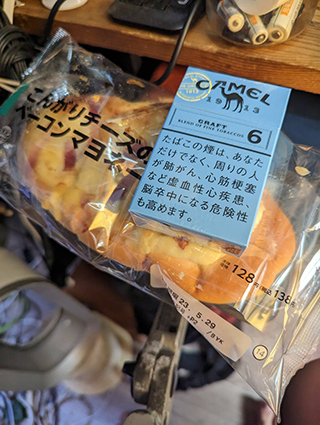 こんがりチーズの
ベーコンマヨネ
CAMEL
1913
CRAFT
BLEND OF FINE TOBACCOS
6
たばこの煙は、あなた
だけでなく、周りの人
が肺がん、心筋梗塞
など虚血性心疾患、
脳卒中になる危険性
も高めます。
128
138
23. 5.29
+P2 /BYK
14